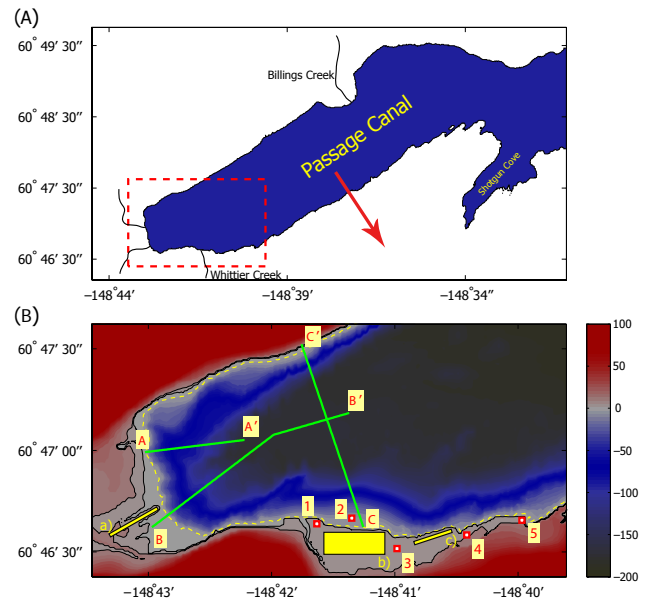 (A)
60° 49′ 30′′
60° 48′ 30′′
60° 47′ 30′′
60° 46′ 30′′
Billings Creek
Passage Canal
Shotgun Cove
Whittier Creek
−148°44′
−148°39′
−148°34′
(B)
60° 47′ 30′′
60° 47′ 00′′
60° 46′ 30′′
C′
B′
A′
A
B
C
1
2
3
4
5
a)
b)
c)
−148°43′
−148°42′
−148°41′
−148°40′
100
50
0
−50
−100
−150
−200